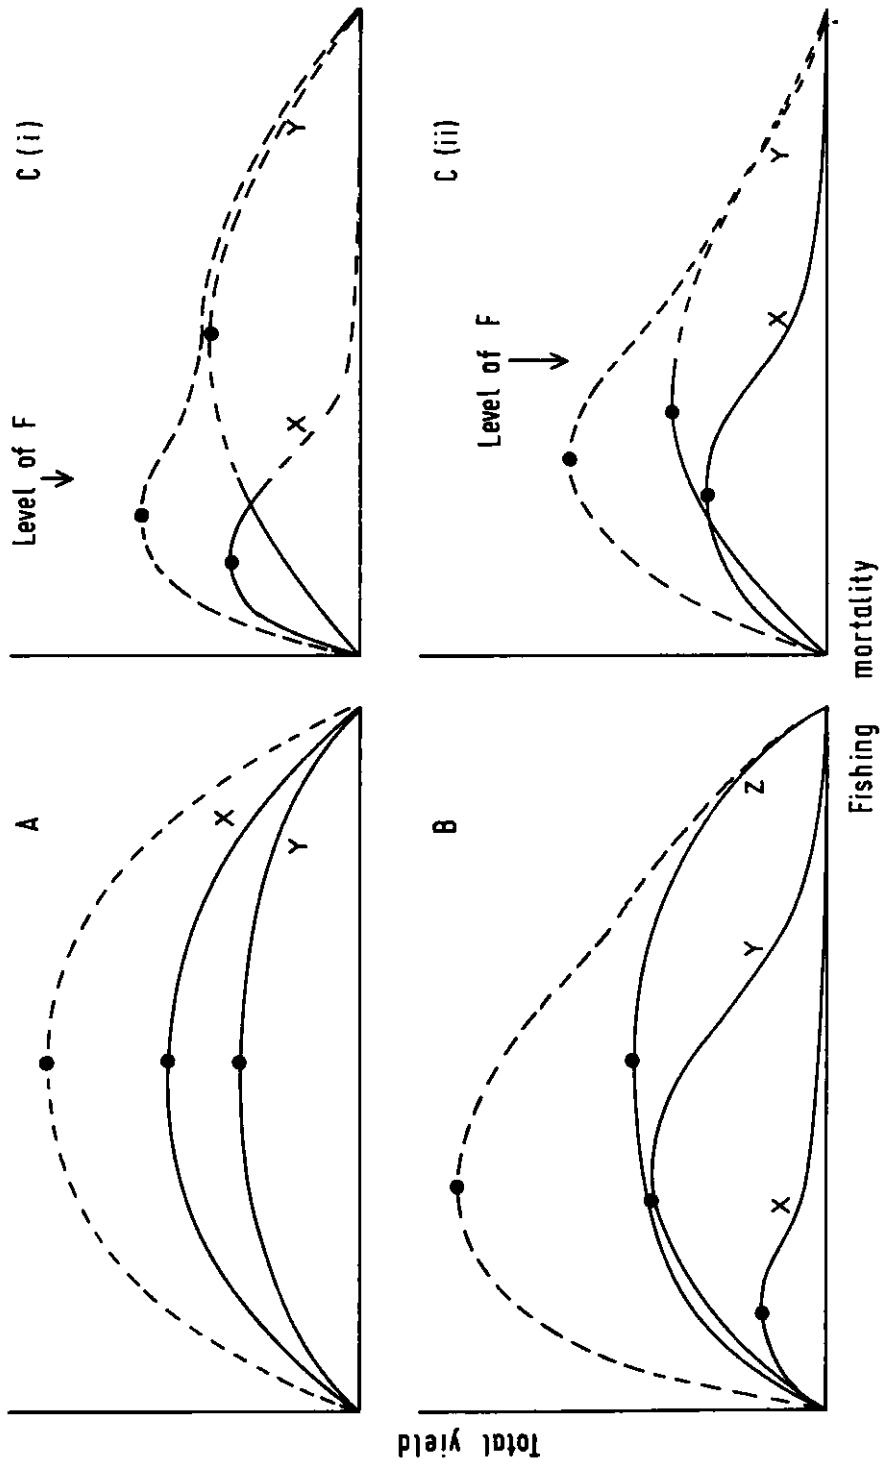 A
X
Y
C (i)
Level of F
X
Y
B
X
Y
Z
C (ii)
Level of F
X
Y
Total yield
Fishing mortality